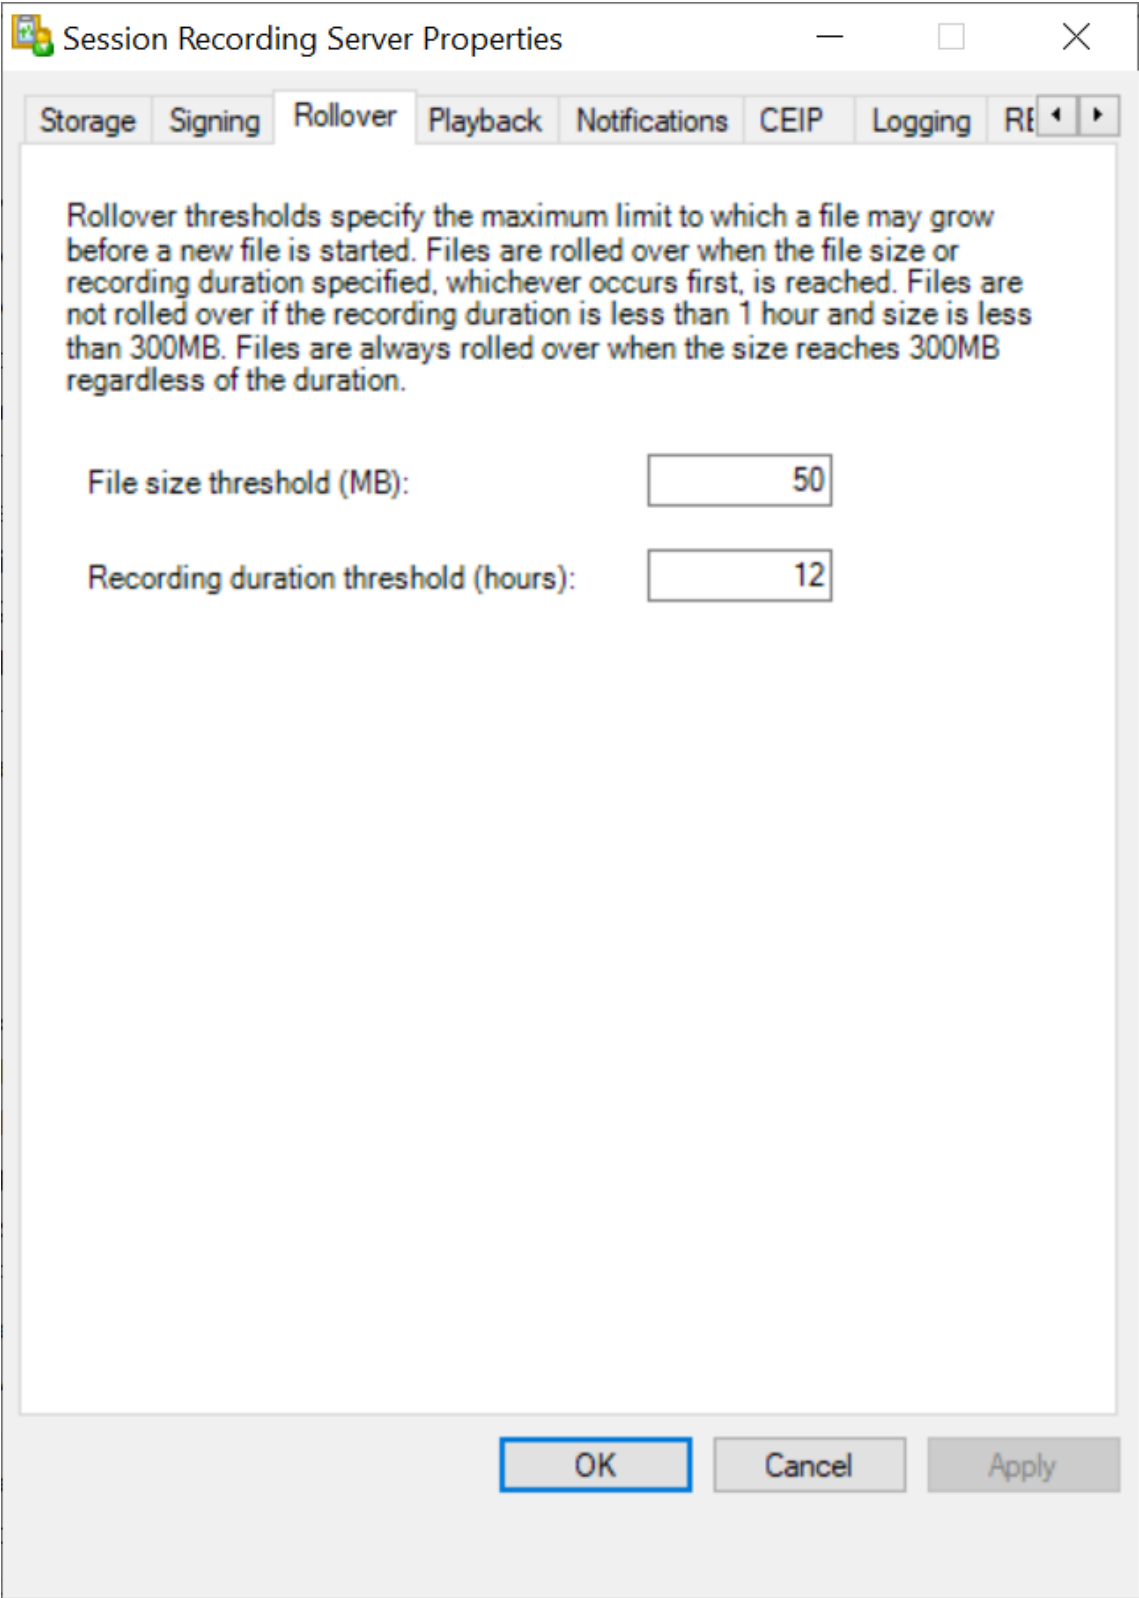 Session Recording Server Properties
Storage Signing Rollover Playback Notifications CEIP Logging
Rollover thresholds specify the maximum limit to which a file may grow
before a new file is started. Files are rolled over when the file size or
recording duration specified, whichever occurs first, is reached. Files are
not rolled over if the recording duration is less than 1 hour and size is less
than 300MB. Files are always rolled over when the size reaches 300MB
regardless of the duration.
File size threshold (MB): 50
Recording duration threshold (hours): 12
OK Cancel Apply